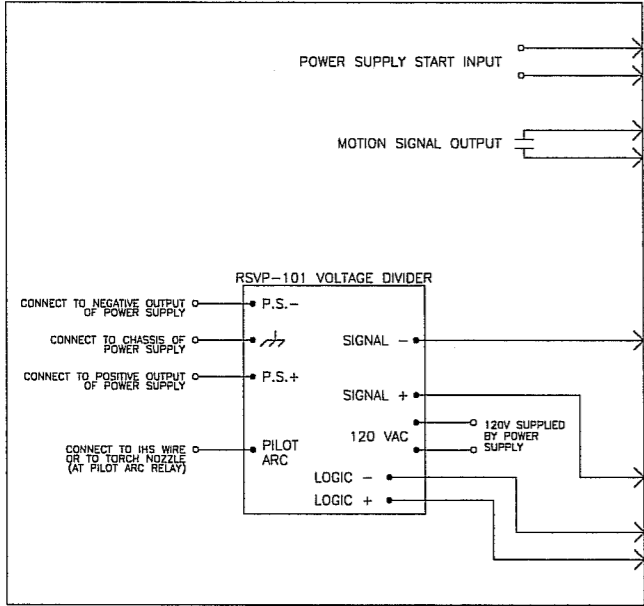 POWER SUPPLY START INPUT
MOTION SIGNAL OUTPUT
RSVP-101 VOLTAGE DIVIDER
CONNECT TO NEGATIVE OUTPUT
OF POWER SUPPLY
P.S.-
CONNECT TO CHASSIS OF
POWER SUPPLY
SIGNAL -
CONNECT TO POSITIVE OUTPUT
OF POWER SUPPLY
P.S.+
SIGNAL +
120 VAC
120V SUPPLIED
BY POWER
SUPPLY
CONNECT TO IHS WIRE
OR TO TORCH NOZZLE
(AT PILOT ARC RELAY)
PILOT
ARC
LOGIC -
LOGIC +